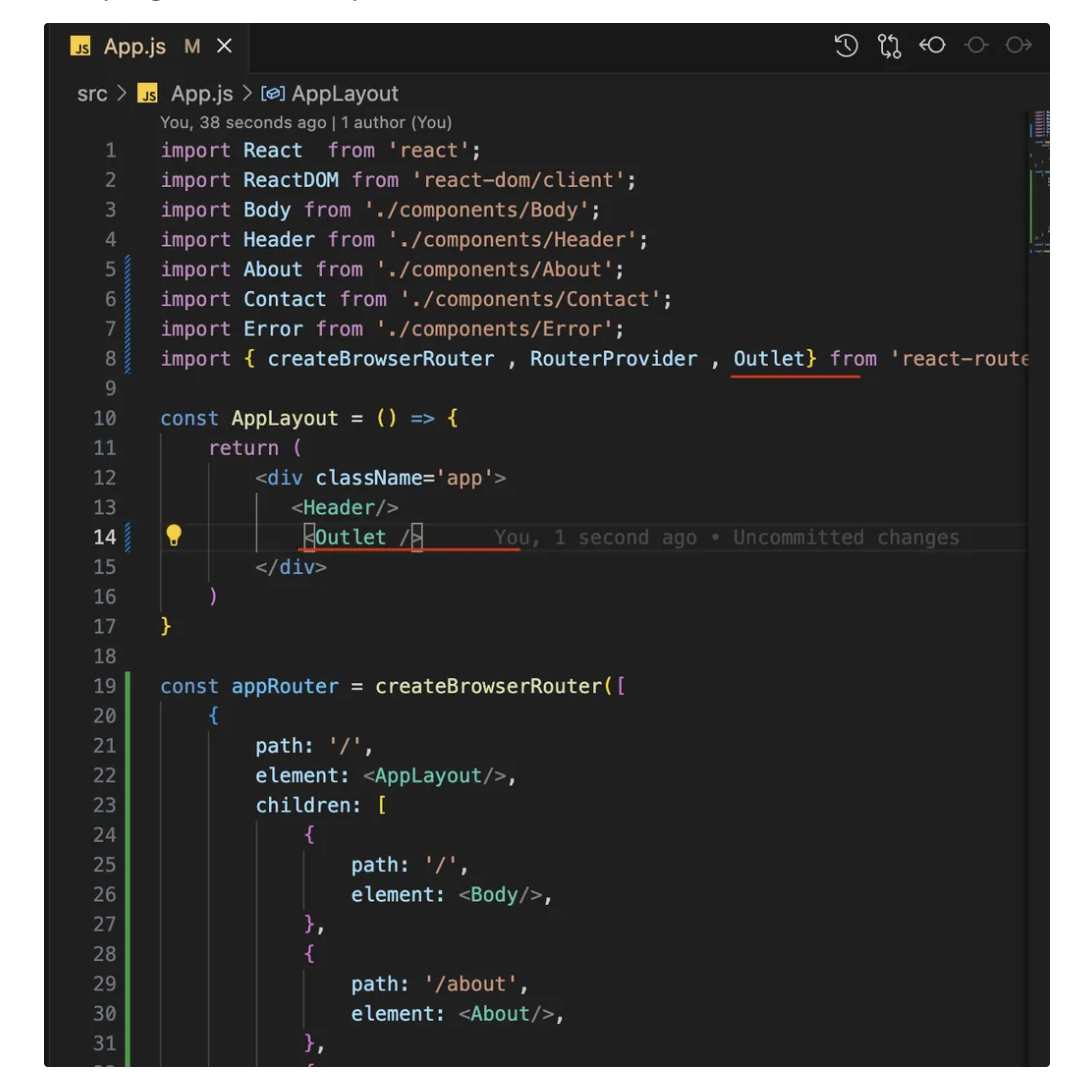 JS App.js M
src > JS App.js > AppLayout
You, 38 seconds ago | 1 author (You)
1 import React  from 'react';
2 import ReactDOM from 'react-dom/client';
3 import Body from './components/Body';
4 import Header from './components/Header';
5 import About from './components/About';
6 import Contact from './components/Contact';
7 import Error from './components/Error';
8 import { createBrowserRouter , RouterProvider , Outlet} from 'react-route
9
10 const AppLayout = () => {
11     return (
12         <div className='app'>
13            <Header/>
14             <Outlet />      You, 1 second ago • Uncommitted changes
15         </div>
16     )
17 }
18
19 const appRouter = createBrowserRouter([
20     {
21         path: '/',
22         element: <AppLayout/>,
23         children: [
24             {
25                 path: '/',
26                 element: <Body/>,
27             },
28             {
29                 path: '/about',
30                 element: <About/>,
31             },